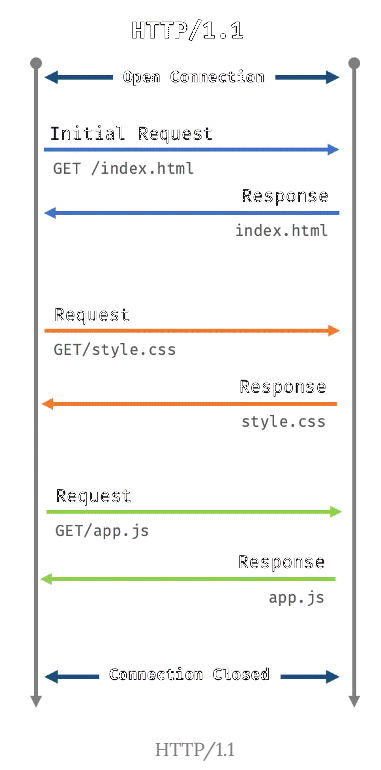 HTTP/1.1
Open Connection
Initial Request
GET /index.html
Response
index.html
Request
GET/style.css
Response
style.css
Request
GET/app.js
Response
app.js
Connection Closed
HTTP/1.1